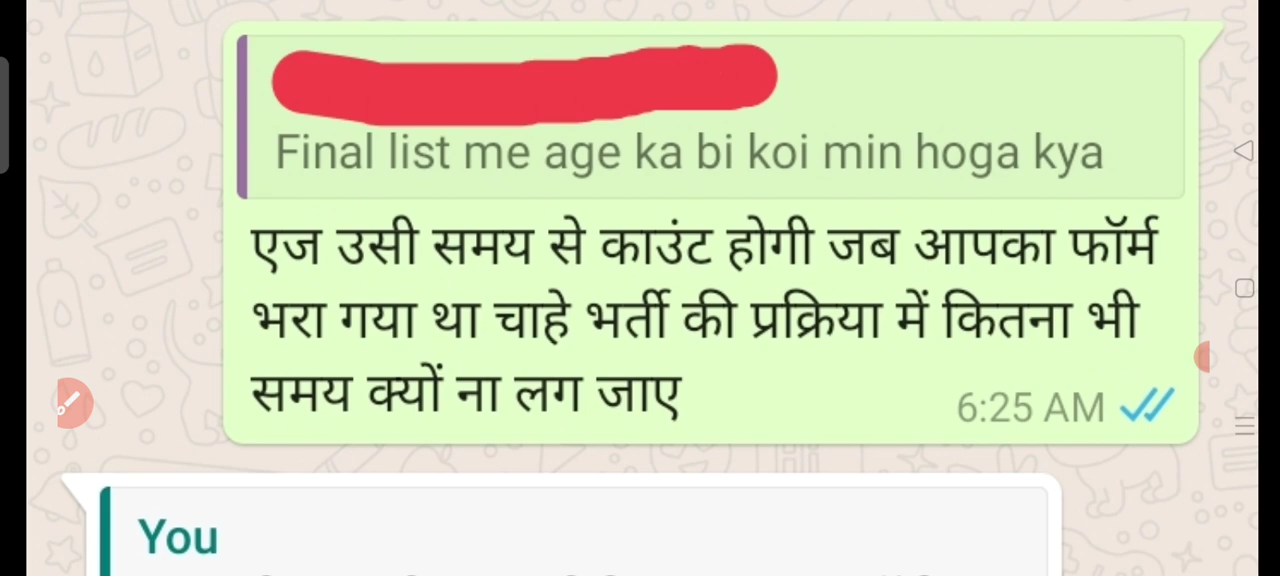 Final list me age ka bi koi min hoga kya
एज उसी समय से काउंट होगी जब आपका फॉर्म
भरा गया था चाहे भर्ती की प्रक्रिया में कितना भी
समय क्यों ना लग जाए
6:25 AM
You